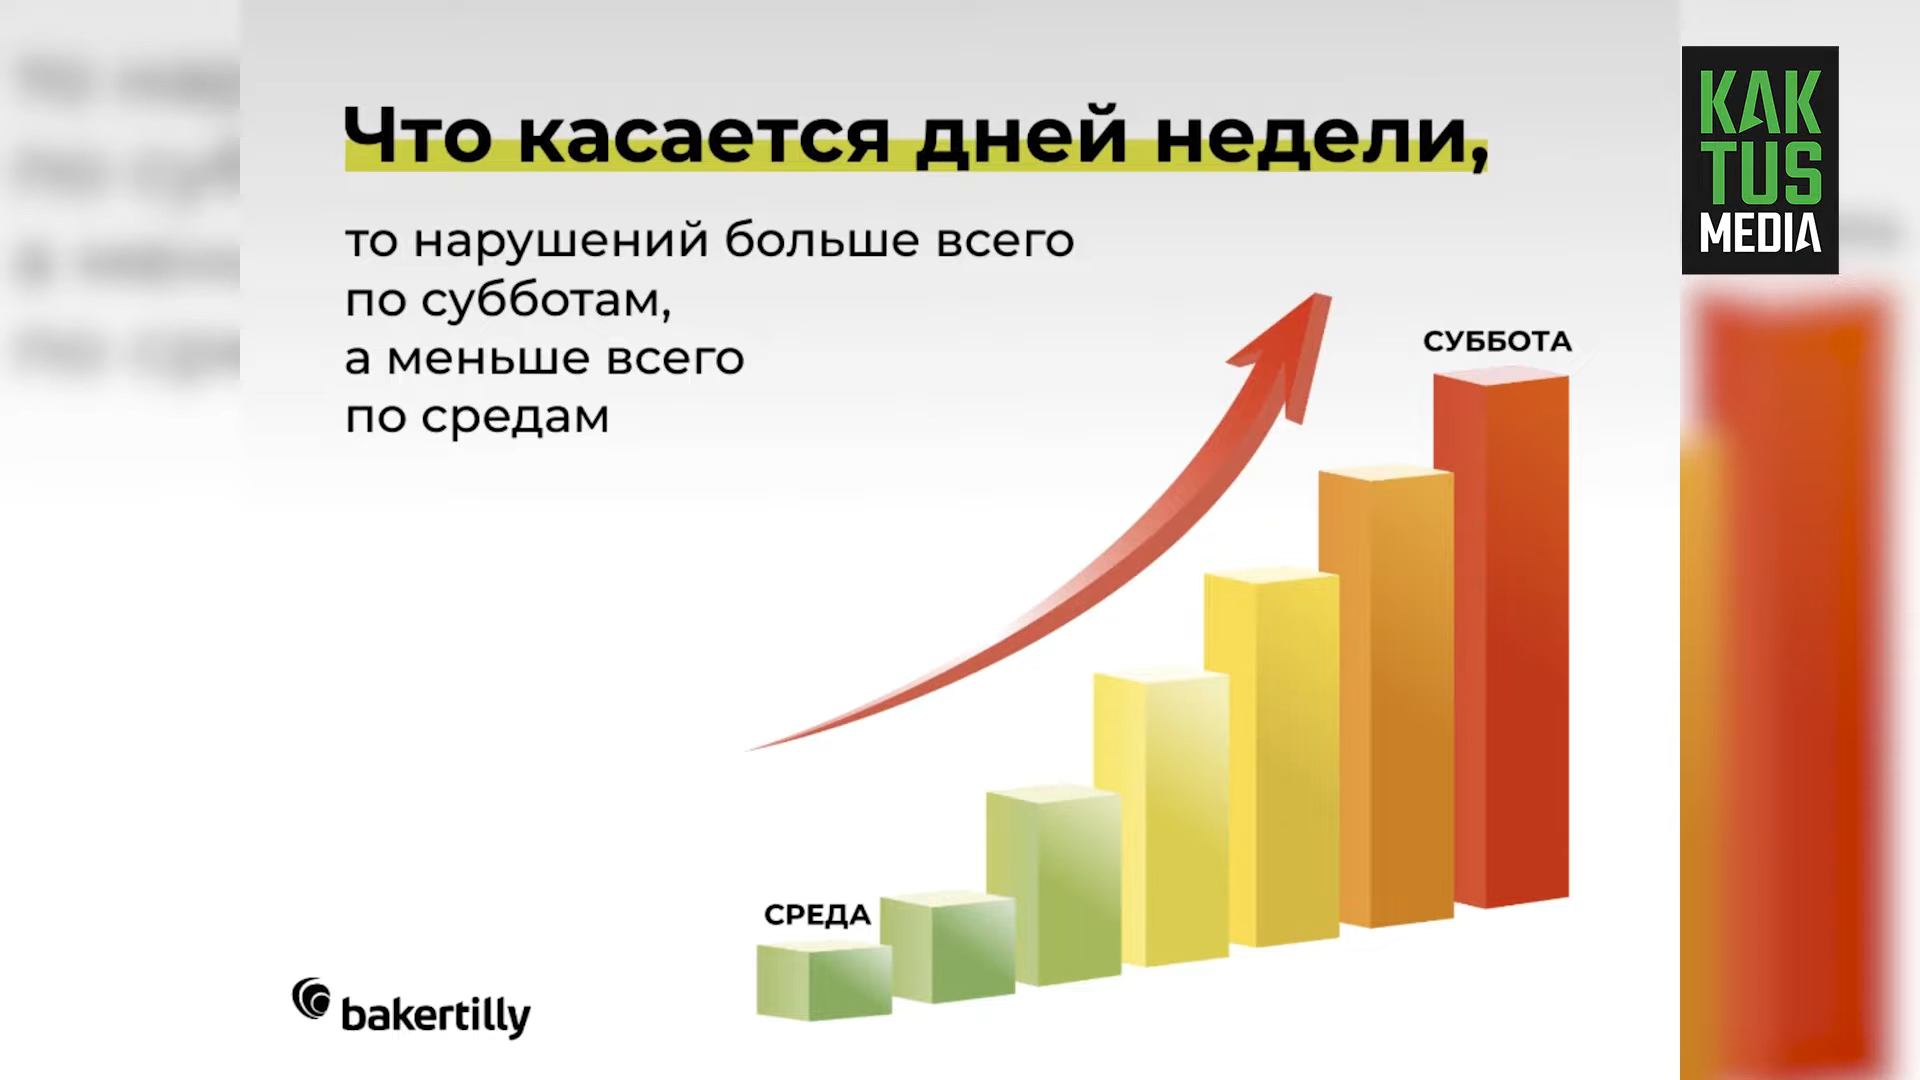 Что касается дней недели,
то нарушений больше всего
по субботам,
а меньше всего
по средам
KAK
TUS
MEDIA
СУББОТА
СРЕДА
bakertilly